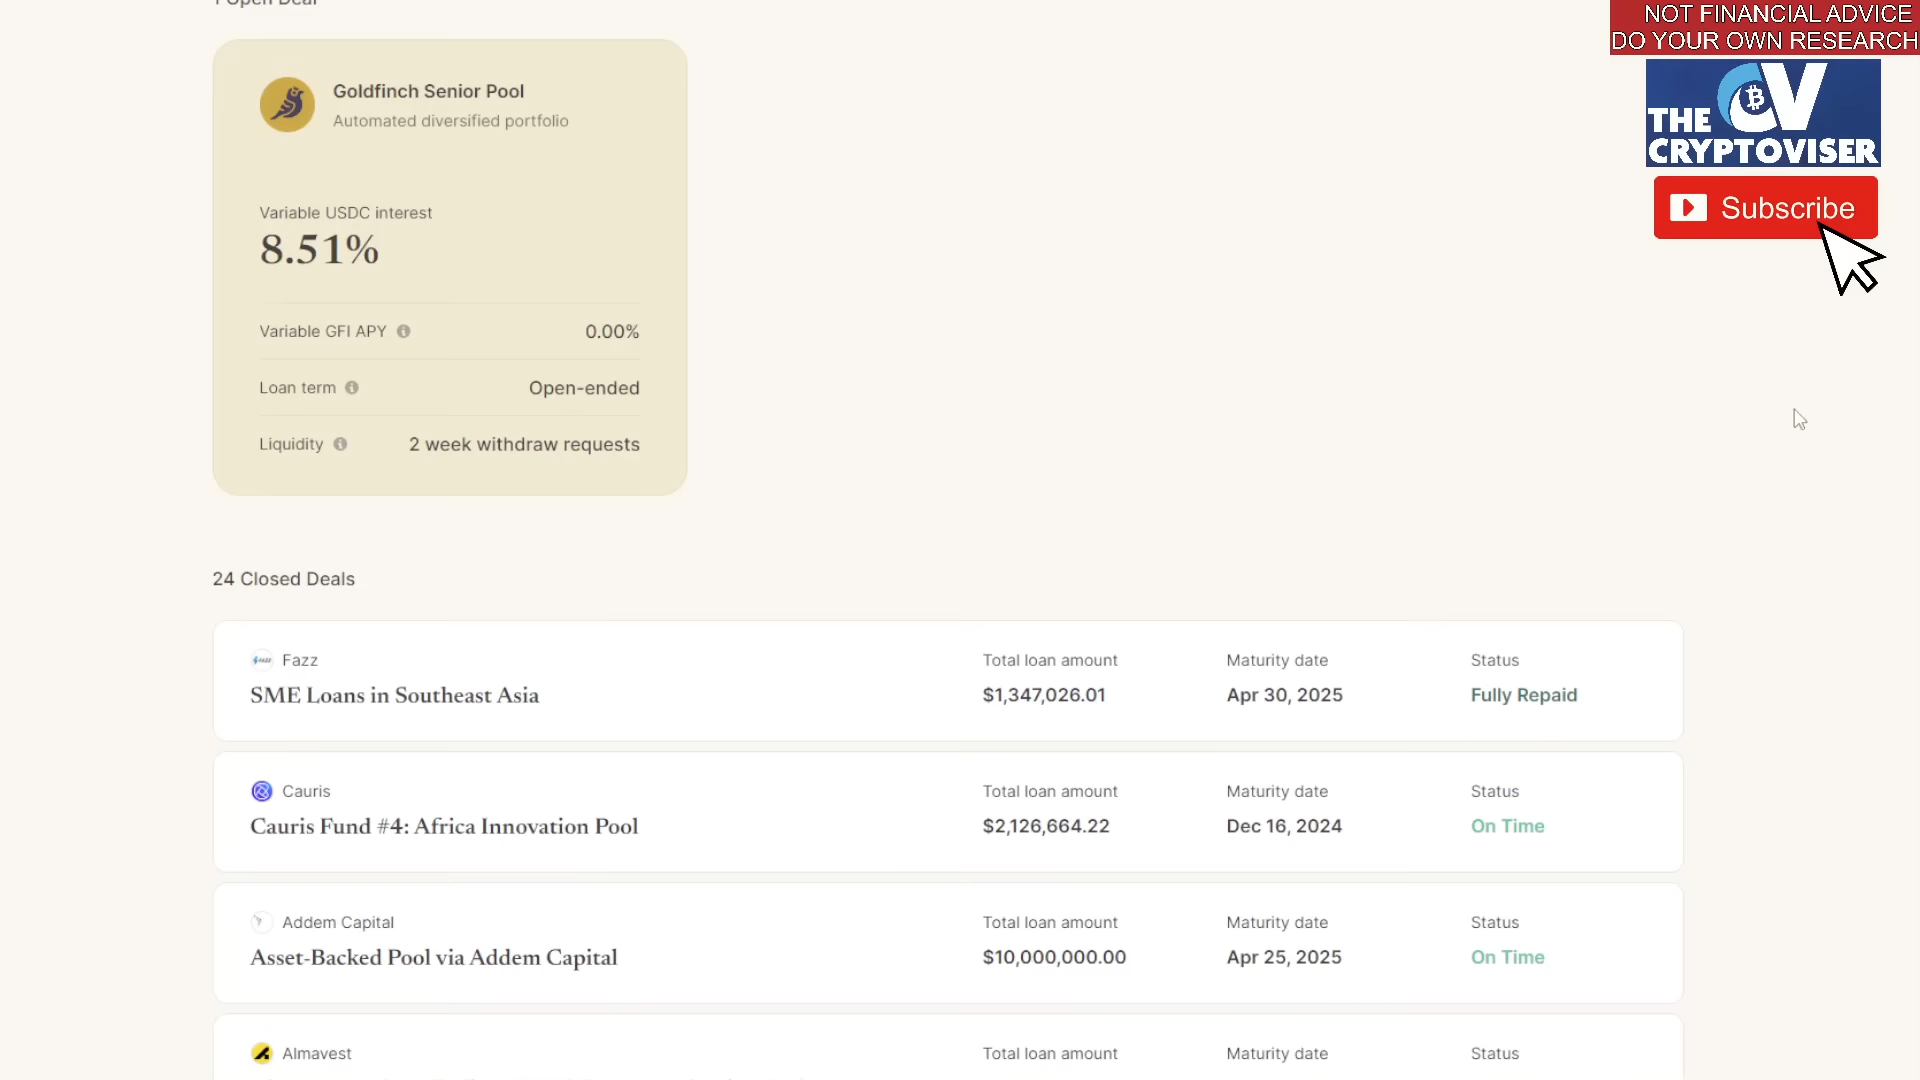 1 Open Deal
NOT FINANCIAL ADVICE
DO YOUR OWN RESEARCH
THE CV
CRYPTOVISER
Subscribe
Goldfinch Senior Pool
Automated diversified portfolio
Variable USDC interest
8.51%
Variable GFI APY 0.00%
Loan term Open-ended
Liquidity 2 week withdraw requests
24 Closed Deals
Fazz Total loan amount Maturity date Status
SME Loans in Southeast Asia $1,347,026.01 Apr 30, 2025 Fully Repaid
Cauris Total loan amount Maturity date Status
Cauris Fund #4: Africa Innovation Pool $2,126,664.22 Dec 16, 2024 On Time
Addem Capital Total loan amount Maturity date Status
Asset-Backed Pool via Addem Capital $10,000,000.00 Apr 25, 2025 On Time
Almavest Total loan amount Maturity date Status